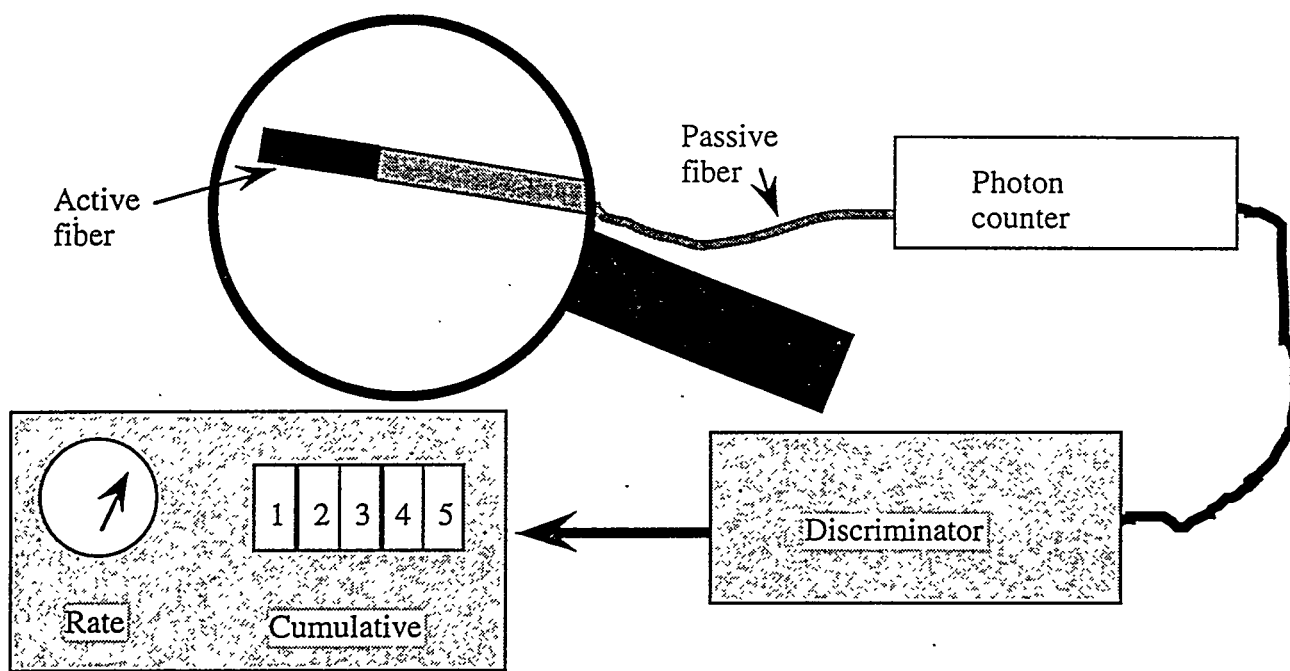 Active
fiber
Passive
fiber
Photon
counter
1 2 3 4 5
Rate
Cumulative
Discriminator